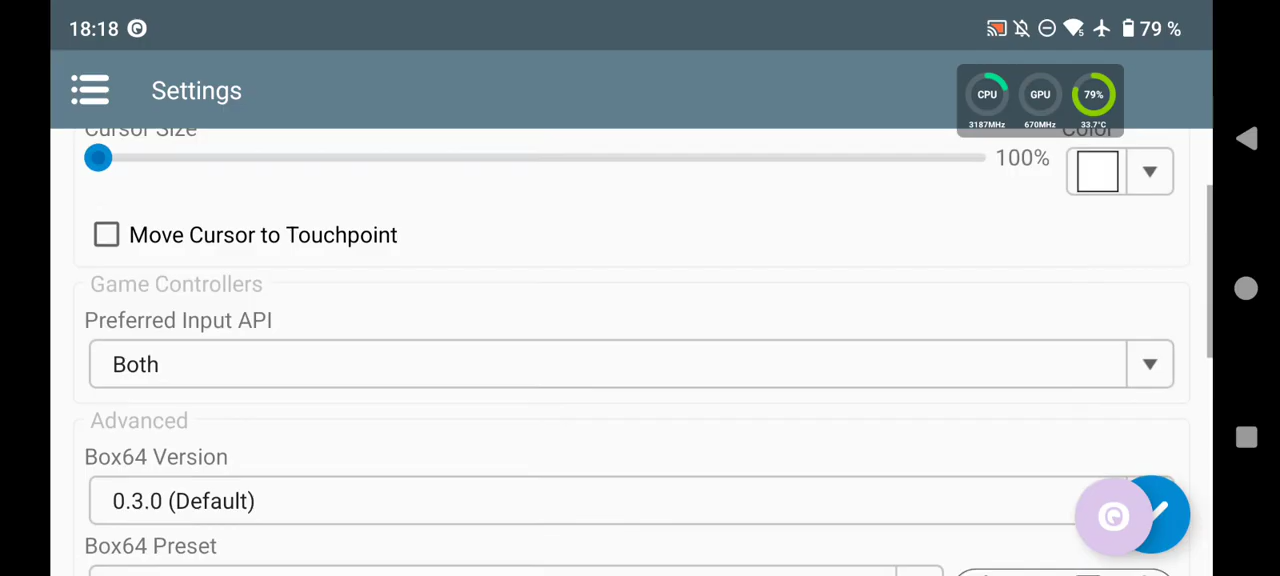 18:18
79 %
Settings
CPU
GPU
79%
3187MHz
670MHz
33.7°C
Cursor Size
Color
100%
Move Cursor to Touchpoint
Game Controllers
Preferred Input API
Both
Advanced
Box64 Version
0.3.0 (Default)
Box64 Preset